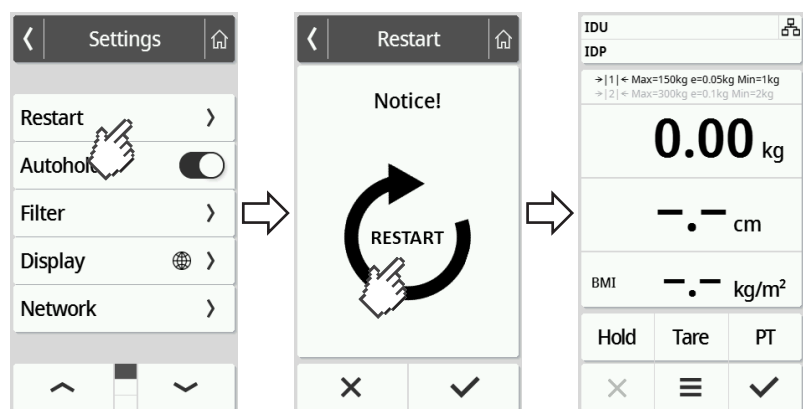 Settings
Restart
Autohol
Filter
Display
Network
Restart
Notice!
RESTART
IDU
IDP
→|1|← Max=150kg e=0.05kg Min=1kg
→|2|← Max=300kg e=0.1kg Min=2kg
0.00 kg
-.- cm
BMI -.- kg/m²
Hold Tare PT